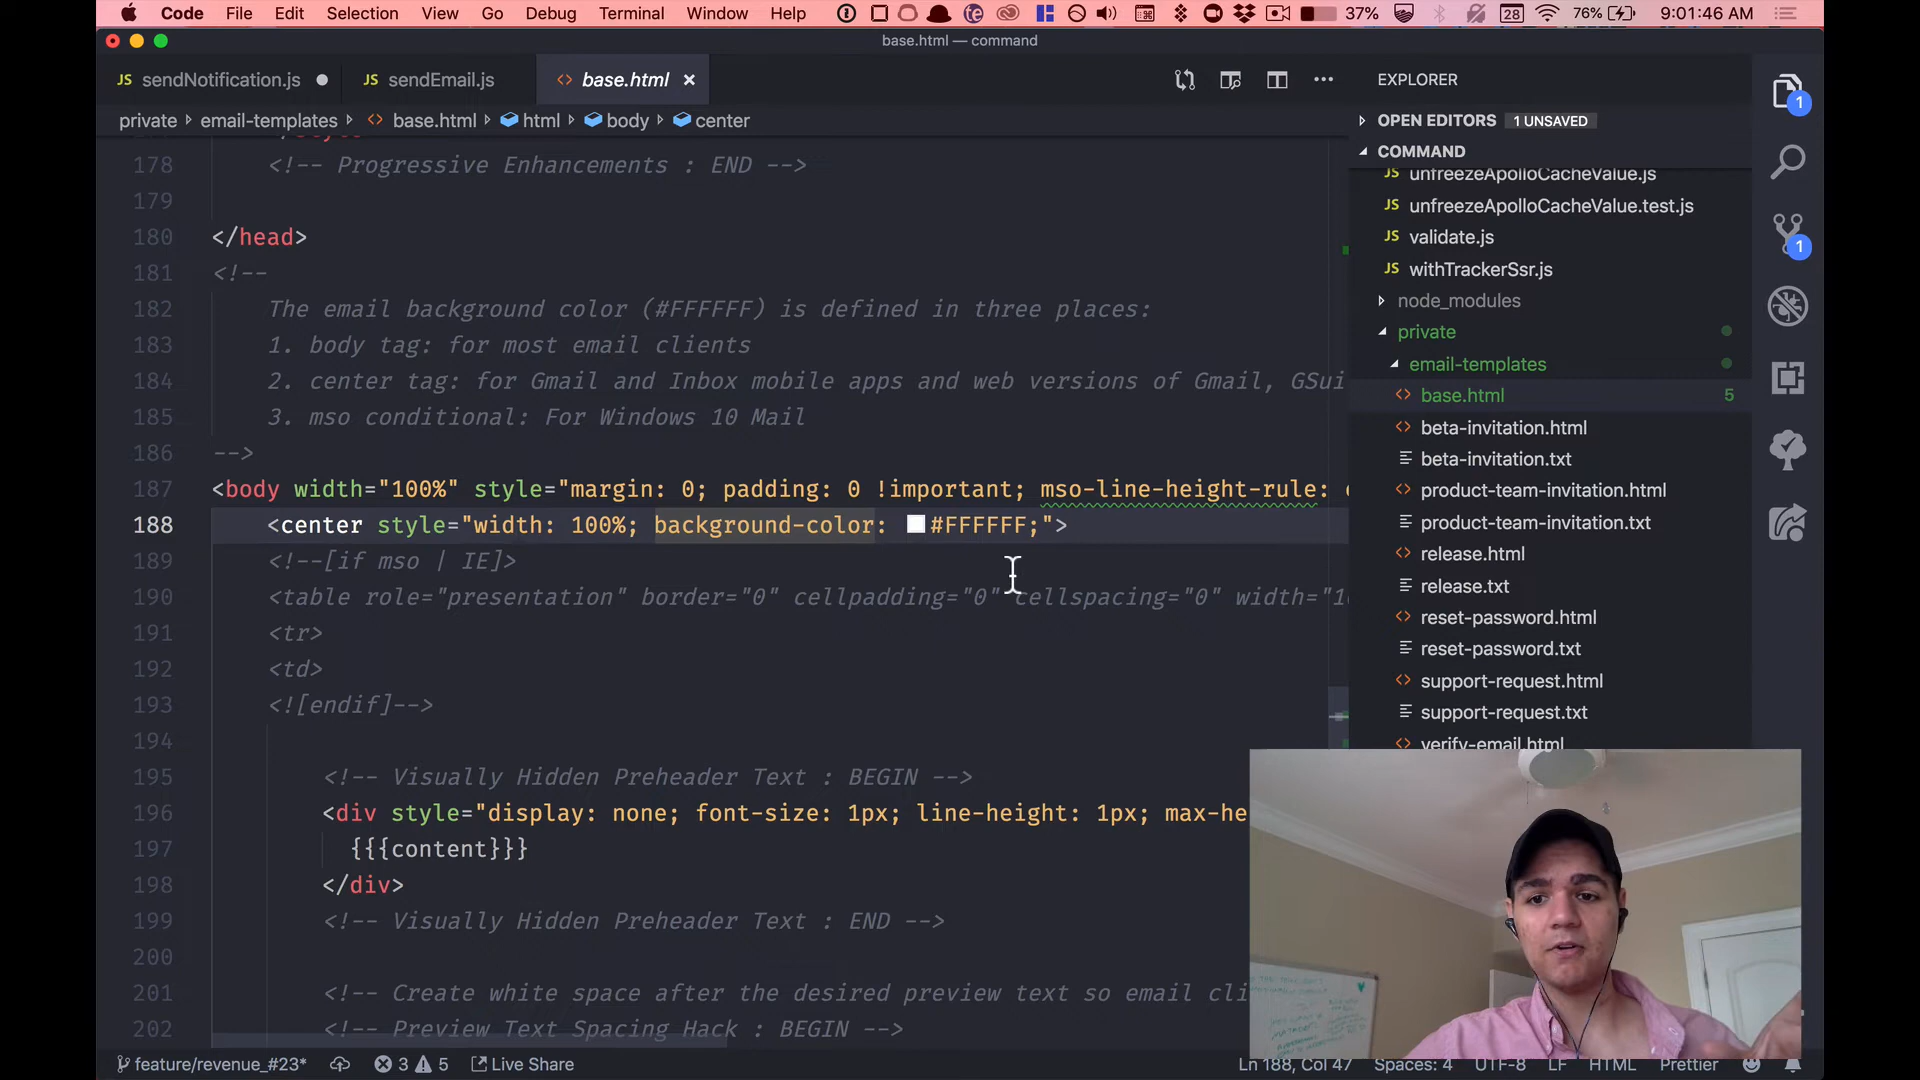 Code File Edit Selection View Go Debug Terminal Window Help 28 37% 76% 9:01:46 AM
base.html — command
JS sendNotification.js JS sendEmail.js <> base.html ×
EXPLORER
private email-templates <> base.html html body center
OPEN EDITORS 1 UNSAVED
COMMAND
JS unfreezeApolloCacheValue.js
JS unfreezeApolloCacheValue.test.js
JS validate.js
JS withTrackerSsr.js
node_modules
private
email-templates
<> base.html 5
<> beta-invitation.html
beta-invitation.txt
<> product-team-invitation.html
product-team-invitation.txt
<> release.html
release.txt
<> reset-password.html
reset-password.txt
<> support-request.html
support-request.txt
<> verify-email.html
1
1
178 <!-- Progressive Enhancements : END -->
179
180 </head>
181 <!--
182 The email background color (#FFFFFF) is defined in three places:
183 1. body tag: for most email clients
184 2. center tag: for Gmail and Inbox mobile apps and web versions of Gmail, GSui
185 3. mso conditional: For Windows 10 Mail
186 -->
187 <body width="100%" style="margin: 0; padding: 0 !important; mso-line-height-rule: e
188 <center style="width: 100%; background-color: #FFFFFF;">
189 <!--[if mso | IE]>
190 <table role="presentation" border="0" cellpadding="0" cellspacing="0" width="10
191 <tr>
192 <td>
193 <![endif]-->
194
195 <!-- Visually Hidden Preheader Text : BEGIN -->
196 <div style="display: none; font-size: 1px; line-height: 1px; max-he
197 {{{content}}}
198 </div>
199 <!-- Visually Hidden Preheader Text : END -->
200
201 <!-- Create white space after the desired preview text so email cli
202 <!-- Preview Text Spacing Hack : BEGIN -->
feature/revenue_#23* 3 5 Live Share Ln 188, Col 47 Spaces: 4 UTF-8 LF HTML Prettier